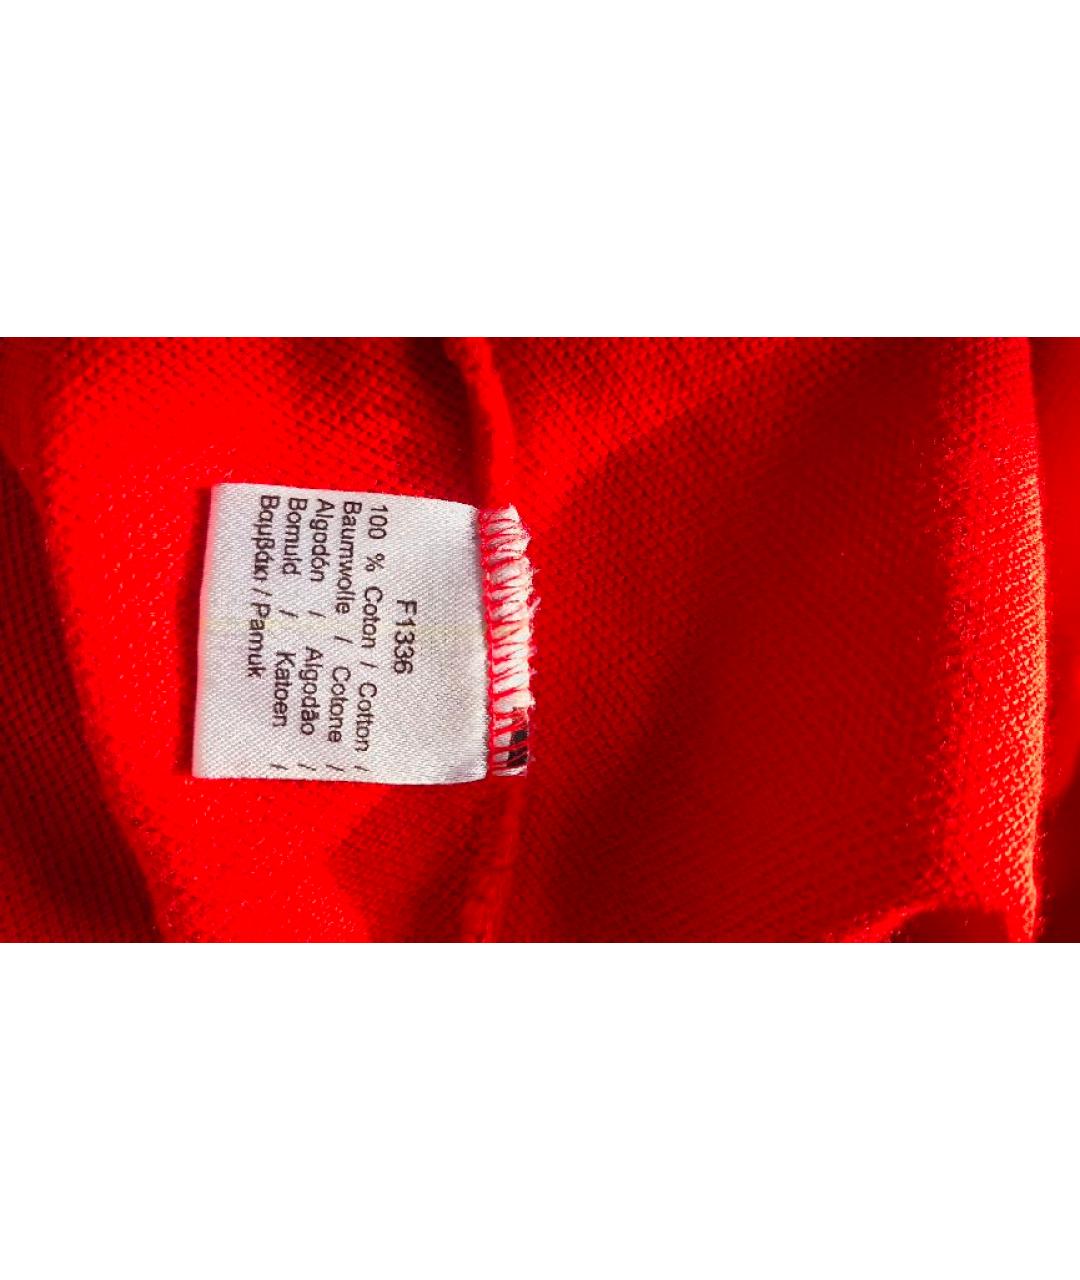 F1336
100 % Coton / Cotton /
Baumwolle / Cotone /
Algodón / Algodão /
Bomuld / Katoen /
Βαμβάκι / Pamuk